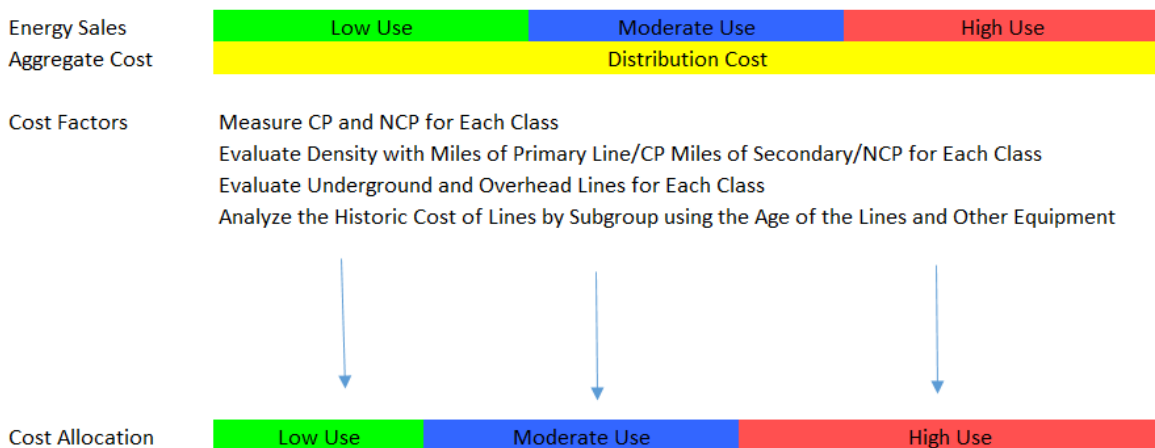 Energy Sales Low Use Moderate Use High Use
Aggregate Cost Distribution Cost
Cost Factors Measure CP and NCP for Each Class
Evaluate Density with Miles of Primary Line/CP Miles of Secondary/NCP for Each Class
Evaluate Underground and Overhead Lines for Each Class
Analyze the Historic Cost of Lines by Subgroup using the Age of the Lines and Other Equipment
Cost Allocation Low Use Moderate Use High Use